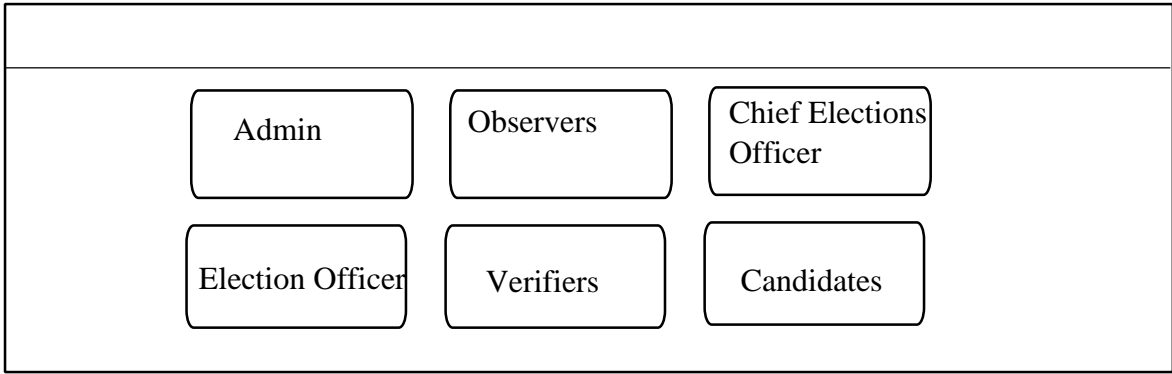 Admin
Observers
Chief Elections
Officer
Election Officer
Verifiers
Candidates